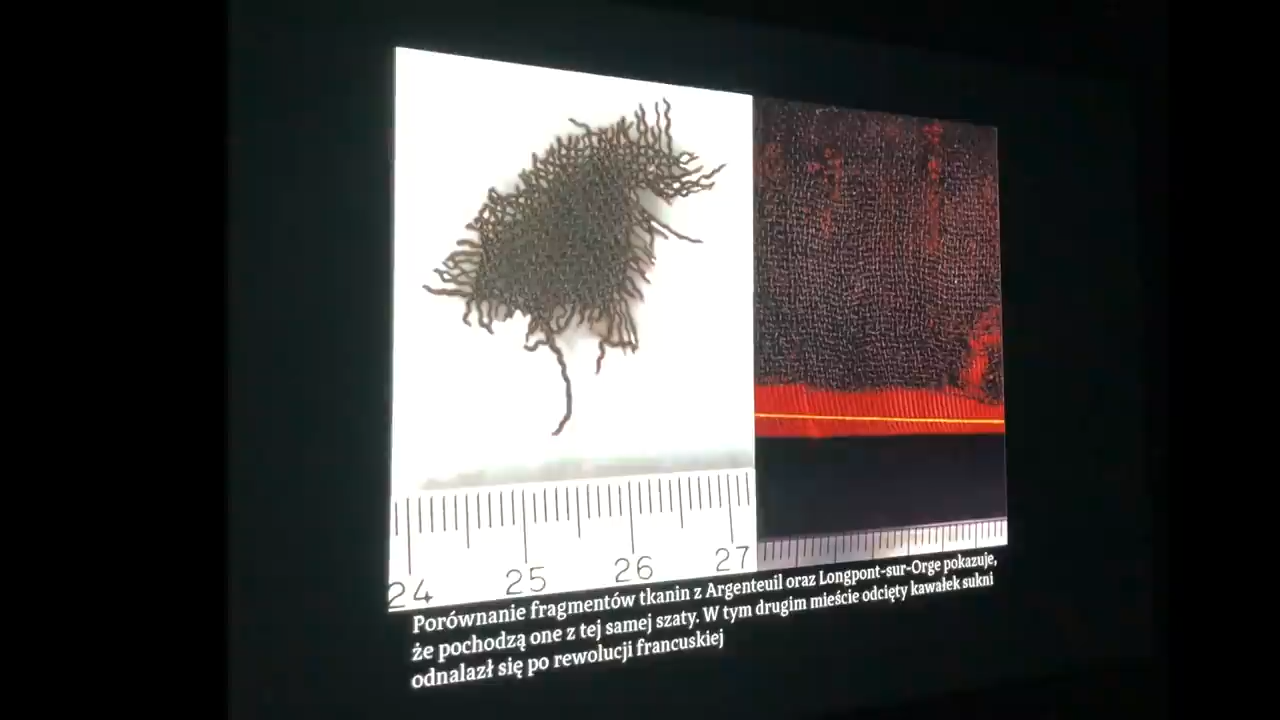 24 25 26 27
Porównanie fragmentów tkanin z Argenteuil oraz Longpont-sur-Orge pokazuje,
że pochodzą one z tej samej szaty. W tym drugim mieście odcięty kawałek sukni
odnalazł się po rewolucji francuskiej